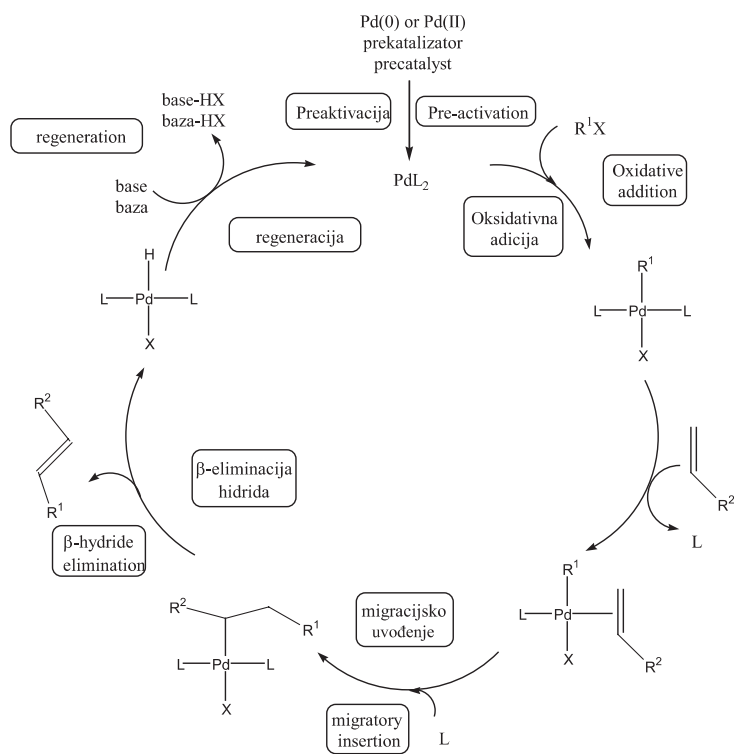 Pd(0) or Pd(II)
prekatalizator
precatalyst
Preaktivacija
Pre-activation
base-HX
baza-HX
regeneration
R¹X
Oxidative
addition
PdL₂
base
baza
Oksidativna
adicija
regeneracija
H
L Pd L
X
R¹
L Pd L
X
R²
R¹
R²
L
β-eliminacija
hidrida
β-hydride
elimination
R¹
L Pd
X
R²
R²
R¹
L Pd L
X
migracijsko
uvođenje
migratory
insertion
L